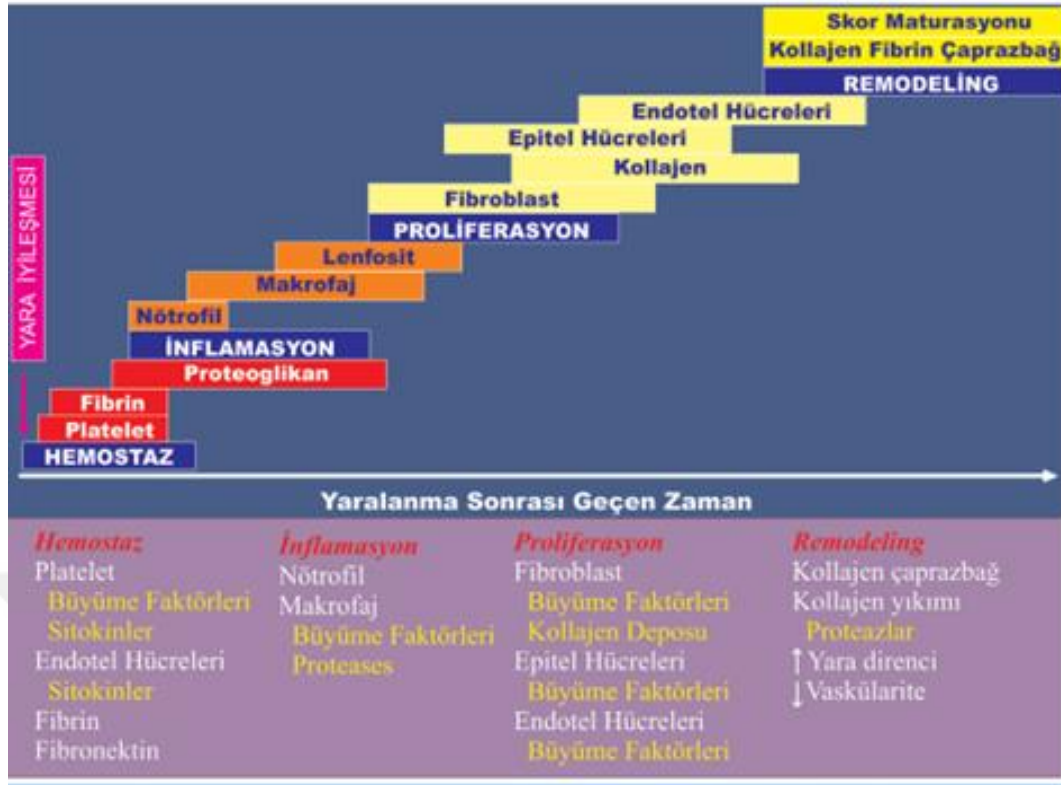 Skor Maturasyonu
Kollajen Fibrin Çaprazbağ
REMODELİNG
Endotel Hücreleri
Epitel Hücreleri
Kollajen
Fibroblast
PROLİFERASYON
Lenfosit
Makrofaj
Nötrofil
İNFLAMASYON
Proteoglikan
Fibrin
Platelet
HEMOSTAZ
YARA İYİLEŞMESİ
Yaralanma Sonrası Geçen Zaman
Hemostaz
Platelet
Büyüme Faktörleri
Sitokinler
Endotel Hücreleri
Sitokinler
Fibrin
Fibronektin
İnflamasyon
Nötrofil
Makrofaj
Büyüme Faktörleri
Proteases
Proliferasyon
Fibroblast
Büyüme Faktörleri
Kollajen Deposu
Epitel Hücreleri
Büyüme Faktörleri
Endotel Hücreleri
Büyüme Faktörleri
Remodeling
Kollajen çaprazbağ
Kollajen yıkımı
Proteazlar
↑Yara direnci
↓Vaskülarite